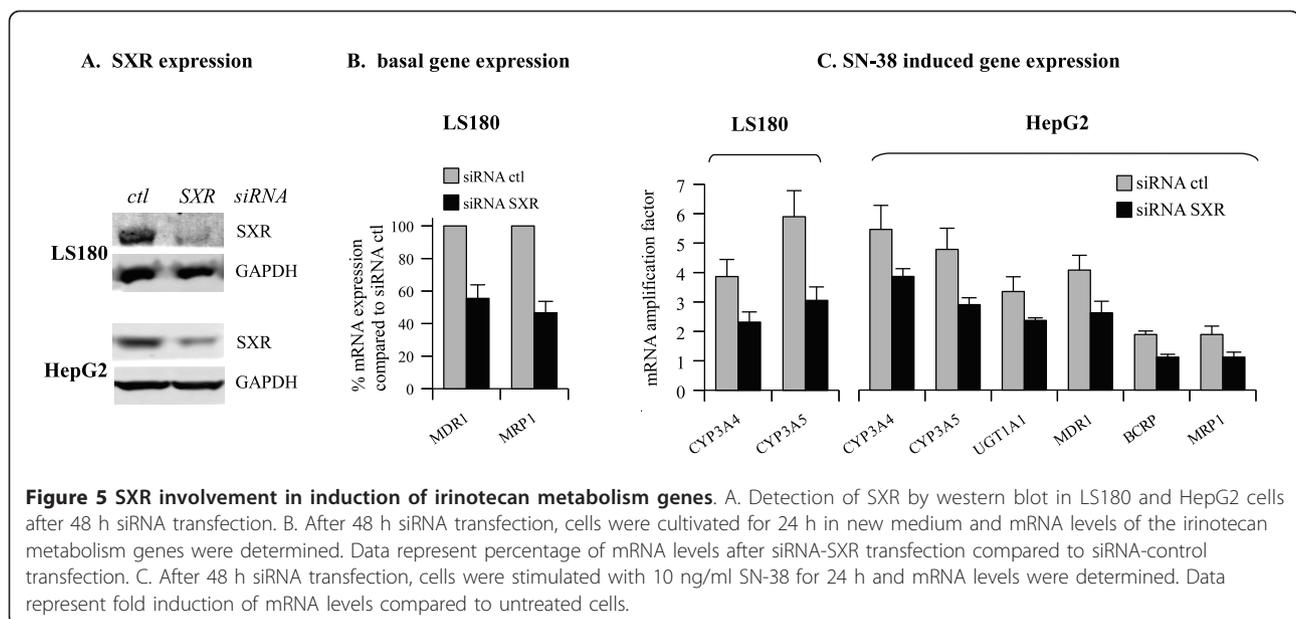 A. SXR expression
B. basal gene expression
C. SN-38 induced gene expression
ctl SXR siRNA
LS180
SXR
GAPDH
HepG2
SXR
GAPDH
LS180
siRNA ctl
siRNA SXR
% mRNA expression
compared to siRNA ctl
100
80
60
40
20
0
MDR1
MRP1
LS180
HepG2
siRNA ctl
siRNA SXR
mRNA amplification factor
7
6
5
4
3
2
1
0
CYP3A4
CYP3A5
CYP3A4
CYP3A5
UGT1A1
MDR1
BCRP
MRP1
Figure 5 SXR involvement in induction of irinotecan metabolism genes. A. Detection of SXR by western blot in LS180 and HepG2 cells
after 48 h siRNA transfection. B. After 48 h siRNA transfection, cells were cultivated for 24 h in new medium and mRNA levels of the irinotecan
metabolism genes were determined. Data represent percentage of mRNA levels after siRNA-SXR transfection compared to siRNA-control
transfection. C. After 48 h siRNA transfection, cells were stimulated with 10 ng/ml SN-38 for 24 h and mRNA levels were determined. Data
represent fold induction of mRNA levels compared to untreated cells.